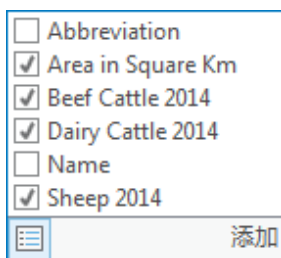 Abbreviation
Area in Square Km
Beef Cattle 2014
Dairy Cattle 2014
Name
Sheep 2014
添加